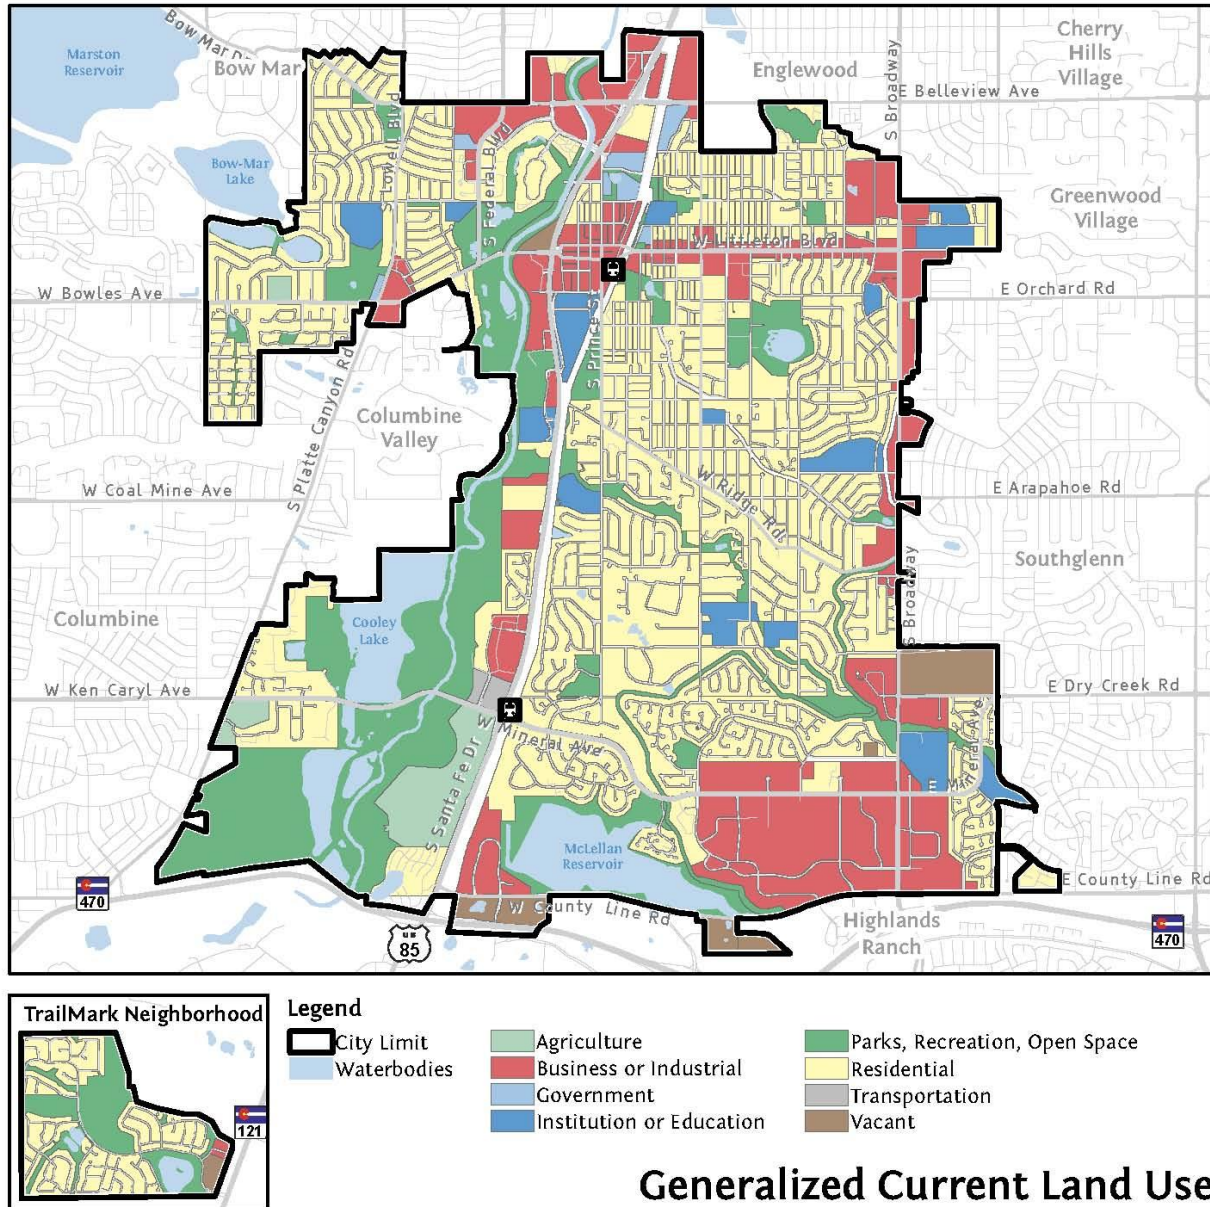 Bow Mar Dr
Marston
Reservoir
Bow Mar
Englewood
Cherry
Hills
Village
S Broadway
E Belleview Ave
Bow-Mar
Lake
S Lowell Blvd
S Federal Blvd
Greenwood
Village
W Littleton Blvd
W Bowles Ave
E Orchard Rd
S Prince St
S Platte Canyon Rd
Columbine
Valley
W Coal Mine Ave
W Ridge Rd
E Arapahoe Rd
Southglenn
S Broadway
Columbine
Cooley
Lake
W Ken Caryl Ave
E Dry Creek Rd
W Mineral Ave
S Santa Fe Dr
E Mineral Ave
McLellan
Reservoir
E County Line Rd
W County Line Rd
470
US
85
Highlands
Ranch
470
TrailMark Neighborhood
121
Legend
City Limit
Waterbodies
Agriculture
Business or Industrial
Government
Institution or Education
Parks, Recreation, Open Space
Residential
Transportation
Vacant
Generalized Current Land Use